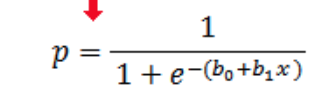 p = 1 / (1 + e^{-(b₀+b₁x)})